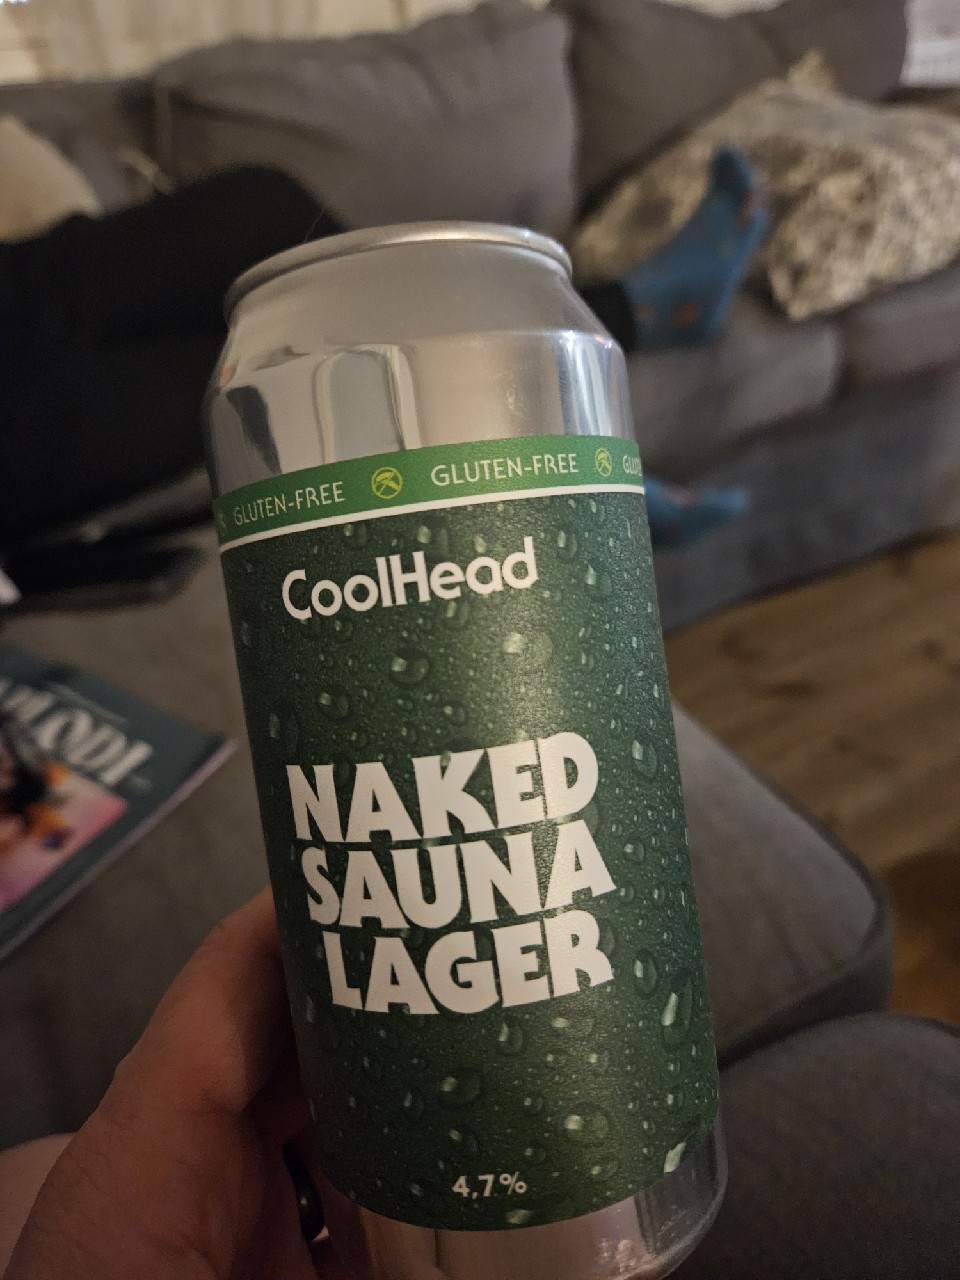 GLUTEN-FREE GLUTEN-FREE
CoolHead
NAKED
SAUNA
LAGER
4,7%